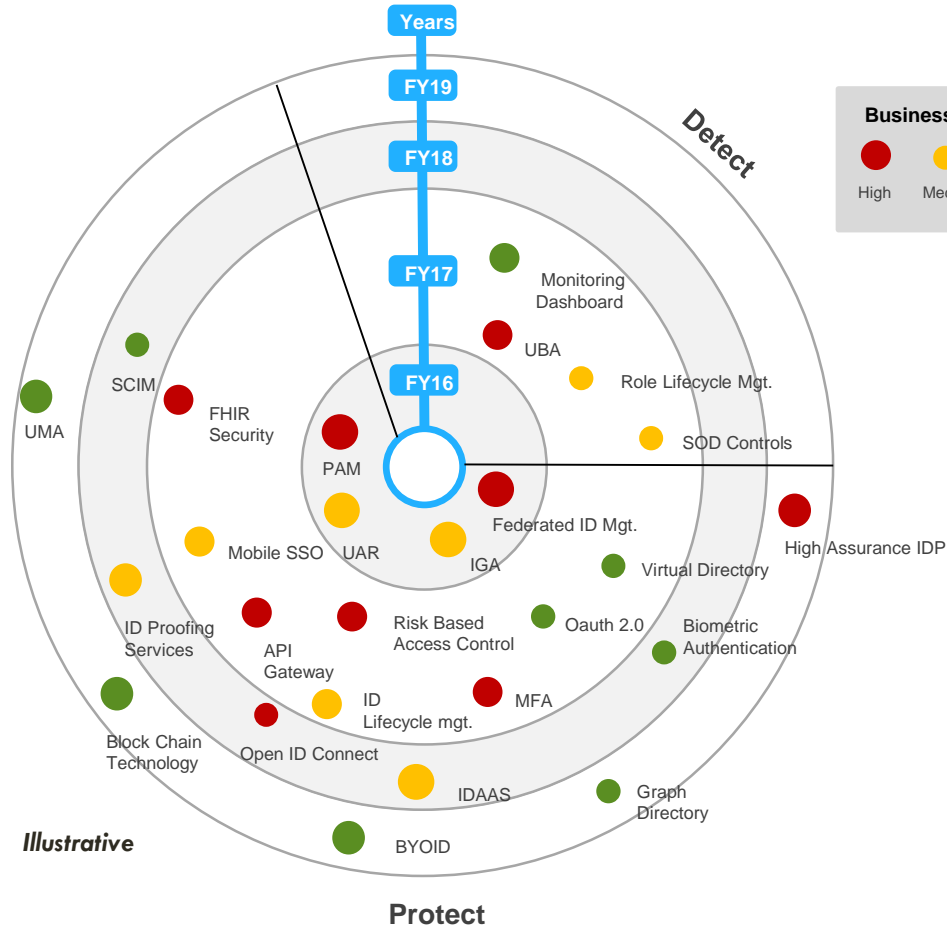 Years
FY19
FY18
FY17
FY16
Detect
Business
High
Monitoring
Dashboard
UBA
Role Lifecycle Mgt.
SOD Controls
SCIM
UMA
FHIR
Security
PAM
UAR
IGA
Federated ID Mgt.
High Assurance IDP
Mobile SSO
Virtual Directory
ID Proofing
Services
API
Gateway
Risk Based
Access Control
Oauth 2.0
Biometric
Authentication
ID
Lifecycle mgt.
MFA
Block Chain
Technology
Open ID Connect
IDAAS
Graph
Directory
BYOID
Illustrative
Protect